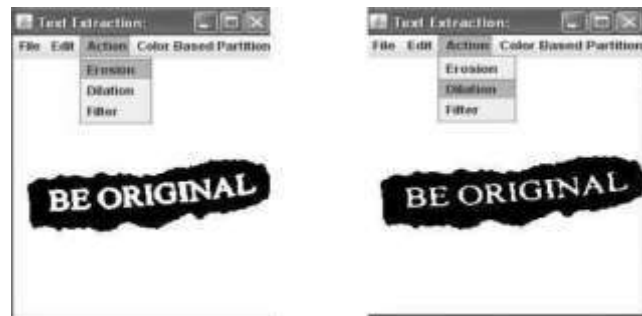 Text Extraction:
File Edit Action Color Based Partition
Erosion
Dilation
Filter
BE ORIGINAL
Text Extraction:
File Edit Action Color Based Partition
Erosion
Dilation
Filter
BE ORIGINAL